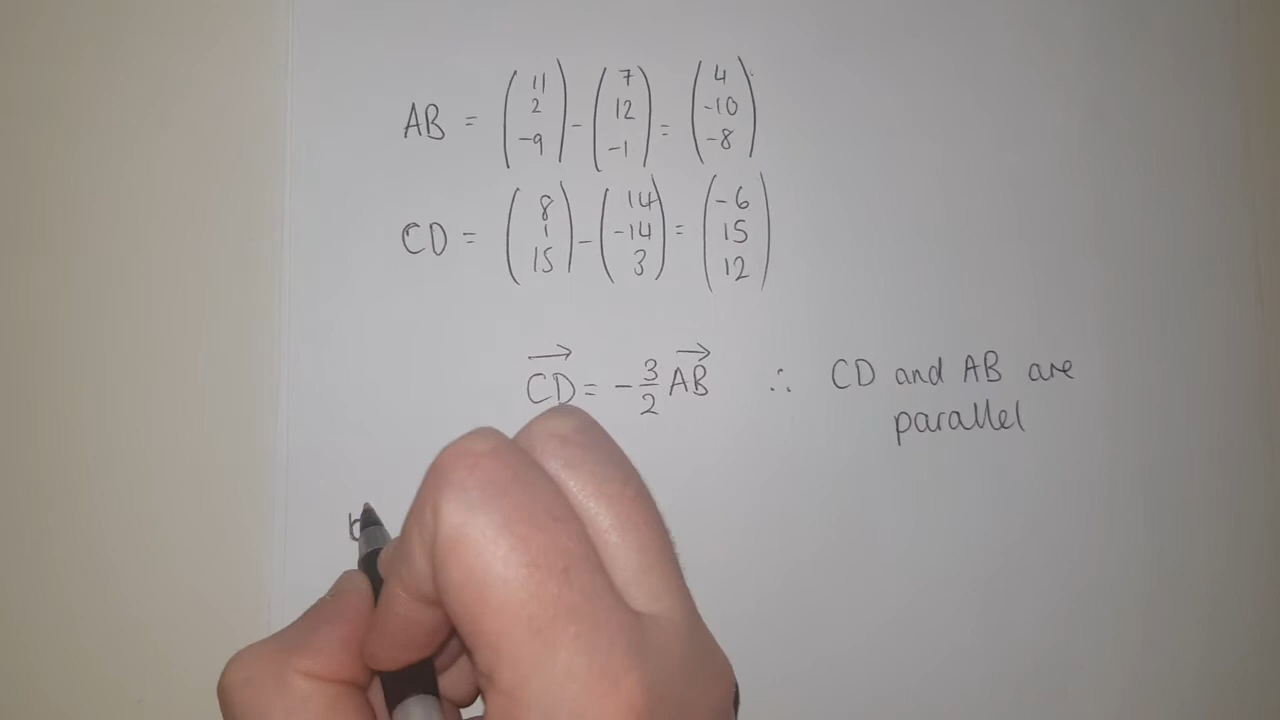 AB = (11 2 -9) - (7 12 -1) = (4 -10 -8)
CD = (8 1 15) - (14 -14 3) = (-6 15 12)
CD = -3/2 AB ∴ CD and AB are
parallel